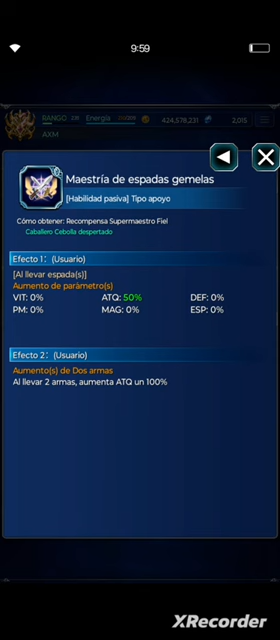 9:59
RANGO Energía 424,578,231 2,015
AXM
Maestría de espadas gemelas
[Habilidad pasiva] Tipo apoyo
Cómo obtener: Recompensa Supermaestro Fiel
Caballero Cebolla despertado
Efecto 1: (Usuario)
[Al llevar espada(s)]
Aumento de parámetro(s)
VIT: 0% ATQ: 50% DEF: 0%
PM: 0% MAG: 0% ESP: 0%
Efecto 2: (Usuario)
Aumento(s) de Dos armas
Al llevar 2 armas, aumenta ATQ un 100%
XRecorder